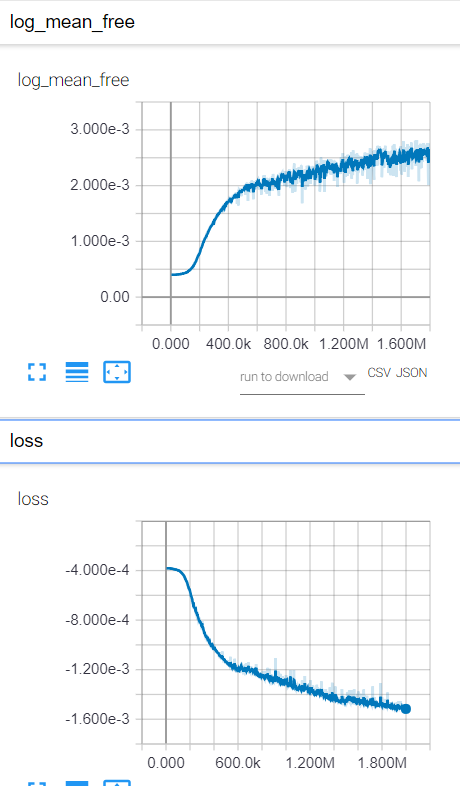 log_mean_free
log_mean_free
3.000e-3
2.000e-3
1.000e-3
0.00
0.000 400.0k 800.0k 1.200M 1.600M
run to download CSV JSON
loss
loss
-4.000e-4
-8.000e-4
-1.200e-3
-1.600e-3
0.000 600.0k 1.200M 1.800M